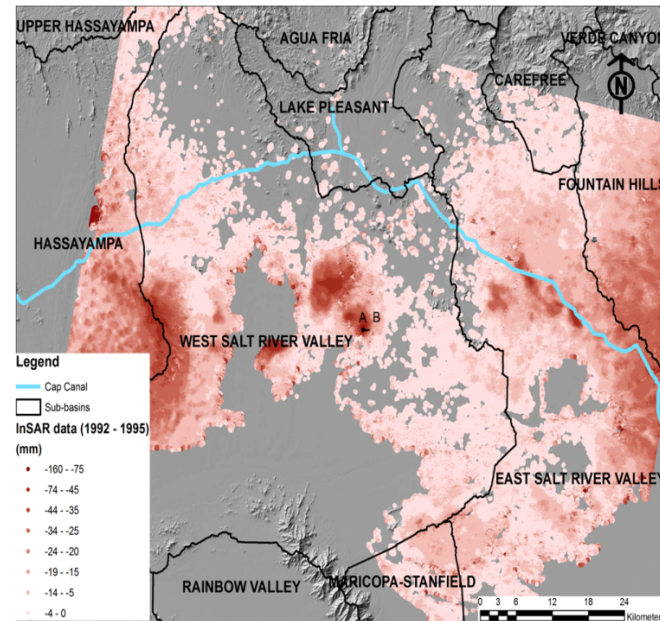 UPPER HASSAYAMPA
AGUA FRIA
VERDE CANYON
CAREFREE
N
LAKE PLEASANT
FOUNTAIN HILLS
HASSAYAMPA
A B
WEST SALT RIVER VALLEY
Legend
Cap Canal
Sub-basins
InSAR data (1992 - 1995)
(mm)
-160 - -75
-74 - -45
-44 - -35
-34 - -25
-24 - -20
-19 - -15
-14 - -5
-4 - 0
EAST SALT RIVER VALLEY
RAINBOW VALLEY
MARICOPA-STANFIELD
0 3 6 12 18 24
Kilometers